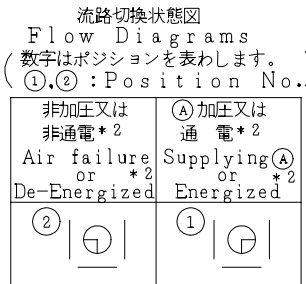 流路切換状態図
Flow Diagrams
(数字はポジションを表わします。
①,② : Position No.
非加圧又は
非通電*2
Air failure
or *2
De-Energized
Ⓐ加圧又は
通 電*2
Supplying Ⓐ
or *2
Energized
②
①